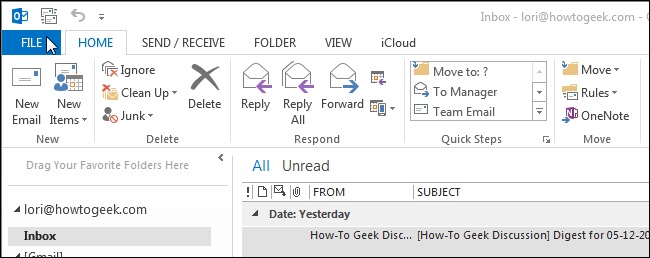 Inbox - lori@howtogeek.com -
FILE HOME SEND / RECEIVE FOLDER VIEW iCloud
New Email
New Items
Ignore
Clean Up
Junk
Delete
Reply
Reply All
Forward
Move to: ?
To Manager
Team Email
Move
Rules
OneNote
New Delete Respond Quick Steps Move
Drag Your Favorite Folders Here
All Unread
! FROM SUBJECT
lori@howtogeek.com
Date: Yesterday
Inbox
How-To Geek Disc... [How-To Geek Discussion] Digest for 05-12-20
[Gmail]